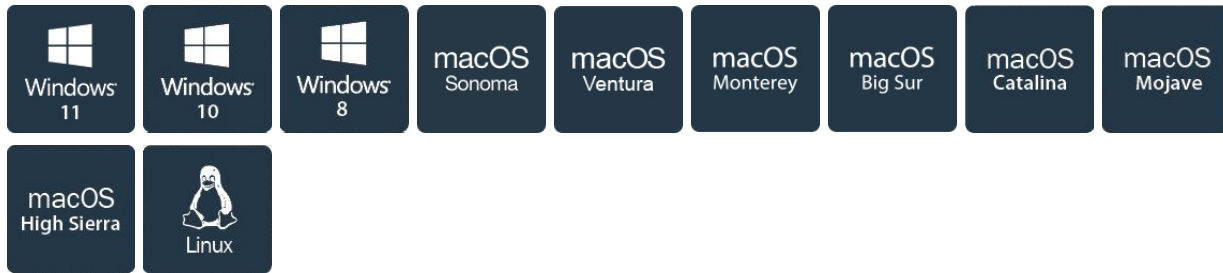 Windows
11
Windows
10
Windows
8
macOS
Sonoma
macOS
Ventura
macOS
Monterey
macOS
Big Sur
macOS
Catalina
macOS
Mojave
macOS
High Sierra
Linux